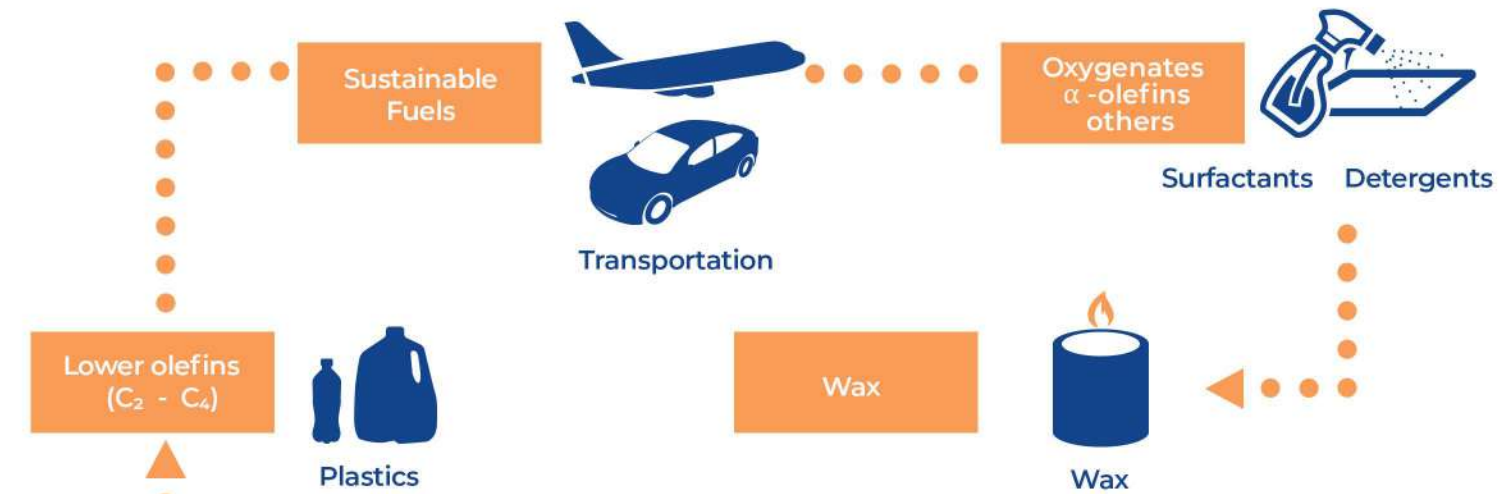 Sustainable
Fuels
Oxygenates
α -olefins
others
Surfactants Detergents
Transportation
Lower olefins
(C₂ - C₄)
Plastics
Wax
Wax